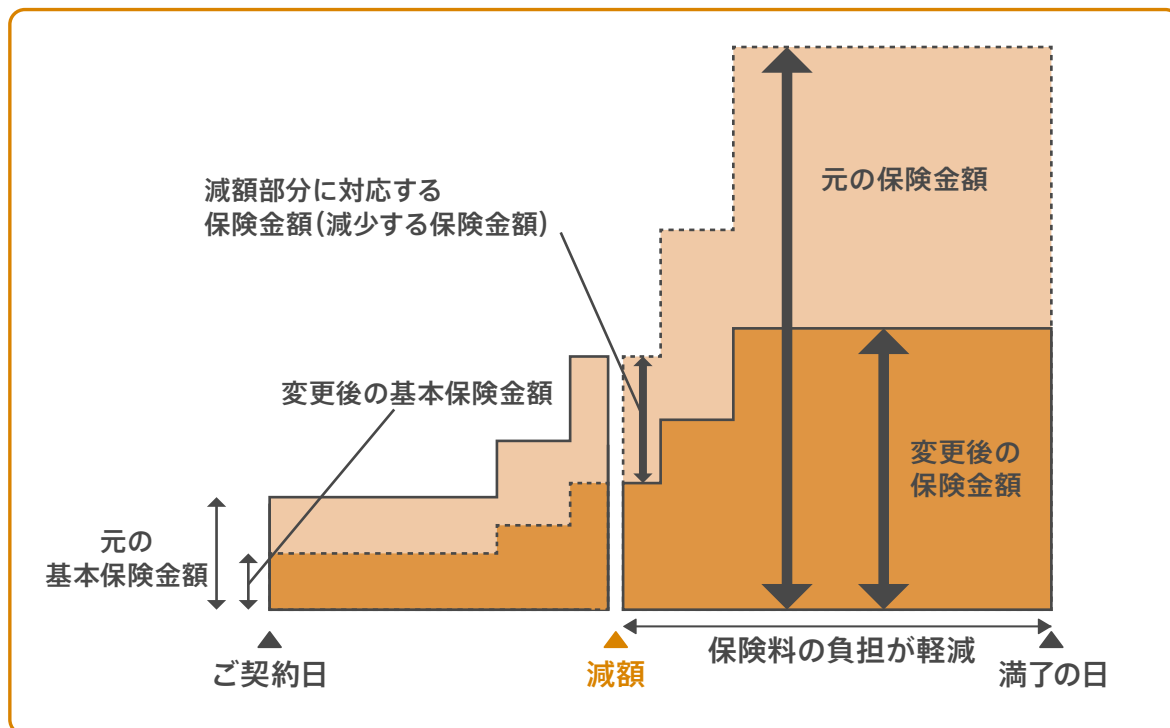 減額部分に対応する
保険金額(減少する保険金額)
元の保険金額
変更後の基本保険金額
変更後の
保険金額
元の
基本保険金額
保険料の負担が軽減
ご契約日
減額
満了の日